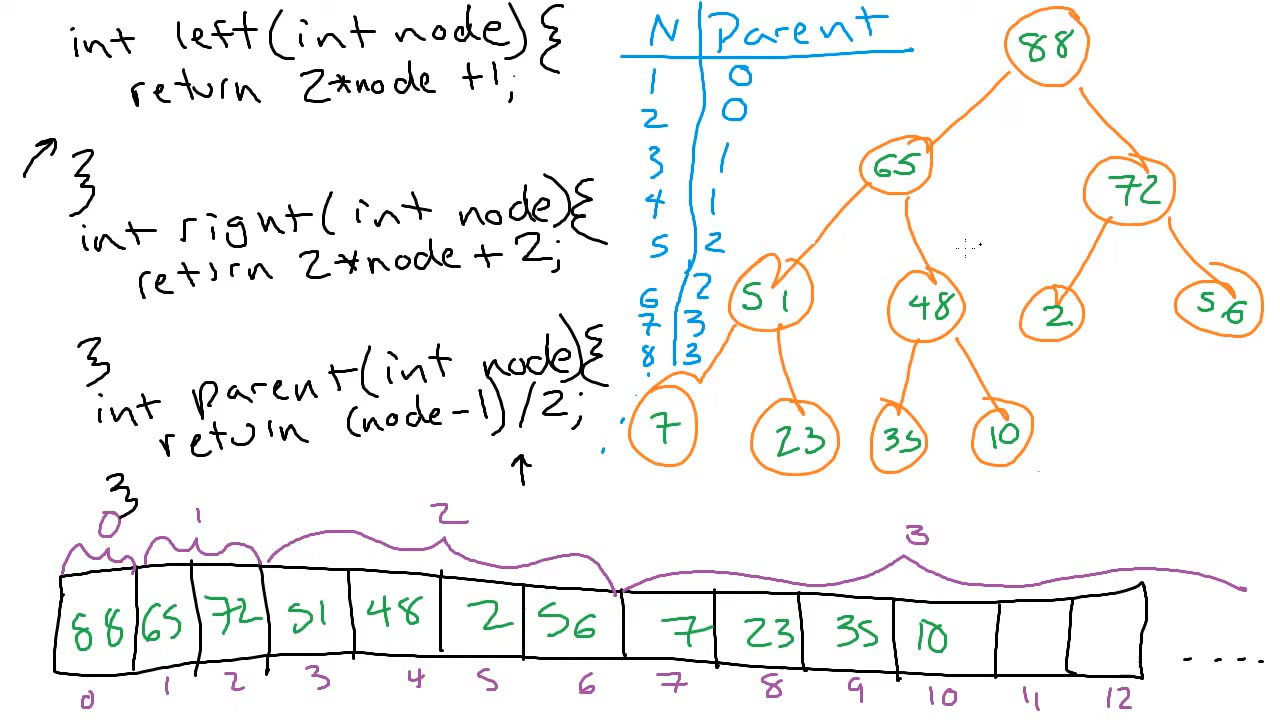 int left(int node){
return 2*node +1;
}
int right(int node){
return 2*node + 2;
}
int parent(int node){
return (node-1)/2;
}
N Parent
1 0
2 0
3 1
4 1
5 2
6 2
7 3
8 3
88
65 72
51 48 2 56
7 23 35 10
0 1 2 3
88 65 72 51 48 2 56 7 23 35 10
0 1 2 3 4 5 6 7 8 9 10 11 12